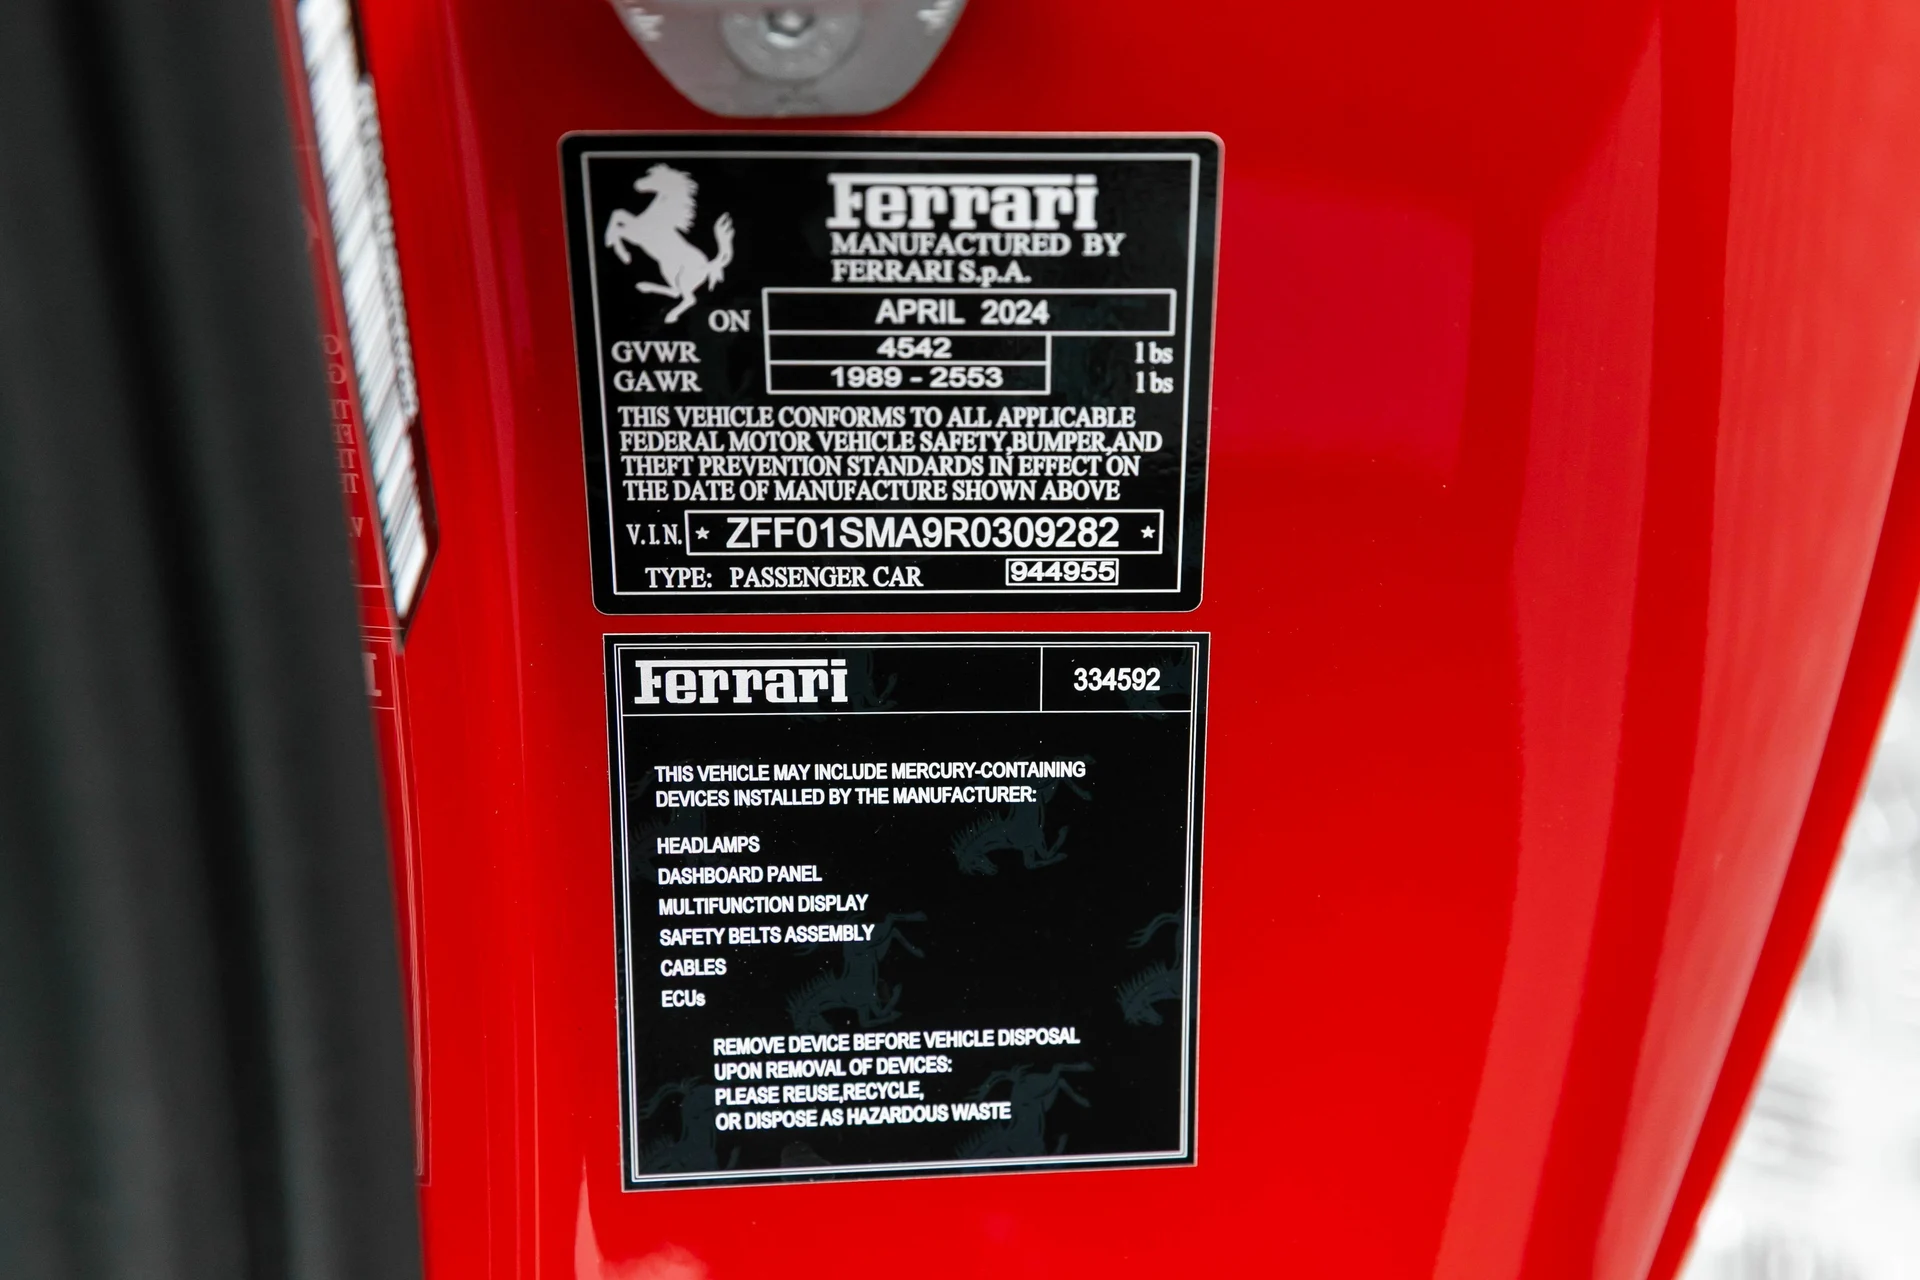 Ferrari
MANUFACTURED BY
FERRARI S.p.A.
ON APRIL 2024
GVWR 4542 lbs
GAWR 1989 - 2553 lbs
THIS VEHICLE CONFORMS TO ALL APPLICABLE
FEDERAL MOTOR VEHICLE SAFETY,BUMPER,AND
THEFT PREVENTION STANDARDS IN EFFECT ON
THE DATE OF MANUFACTURE SHOWN ABOVE
V.I.N. * ZFF01SMA9R0309282 *
TYPE: PASSENGER CAR 944955
Ferrari 334592
THIS VEHICLE MAY INCLUDE MERCURY-CONTAINING
DEVICES INSTALLED BY THE MANUFACTURER:
HEADLAMPS
DASHBOARD PANEL
MULTIFUNCTION DISPLAY
SAFETY BELTS ASSEMBLY
CABLES
ECUs
REMOVE DEVICE BEFORE VEHICLE DISPOSAL
UPON REMOVAL OF DEVICES:
PLEASE REUSE,RECYCLE,
OR DISPOSE AS HAZARDOUS WASTE